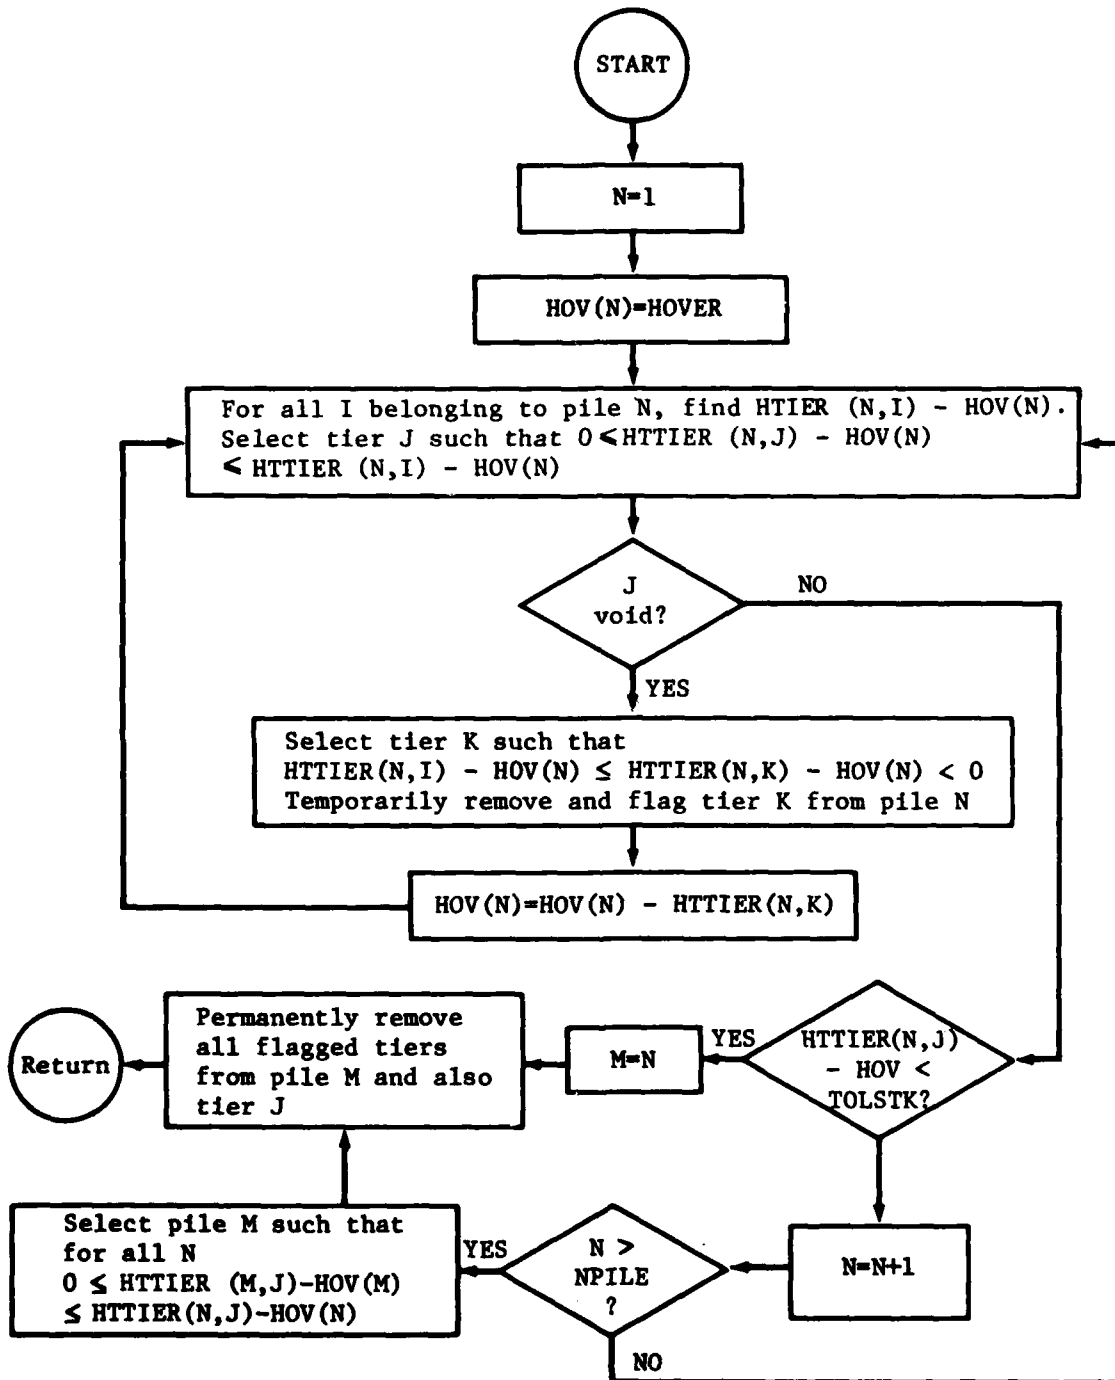 START
N=1
HOV(N)=HOVER
For all I belonging to pile N, find HTIER (N,I) - HOV(N).
Select tier J such that 0 ≤ HTTIER (N,J) - HOV(N)
≤ HTTIER (N,I) - HOV(N)
J
void?
NO
YES
Select tier K such that
HTTIER(N,I) - HOV(N) ≤ HTTIER(N,K) - HOV(N) < 0
Temporarily remove and flag tier K from pile N
HOV(N)=HOV(N) - HTTIER(N,K)
HTTIER(N,J)
- HOV <
TOLSTK?
YES
M=N
Permanently remove
all flagged tiers
from pile M and also
tier J
Return
N=N+1
N >
NPILE
?
YES
NO
Select pile M such that
for all N
0 ≤ HTTIER (M,J)-HOV(M)
≤ HTTIER(N,J)-HOV(N)